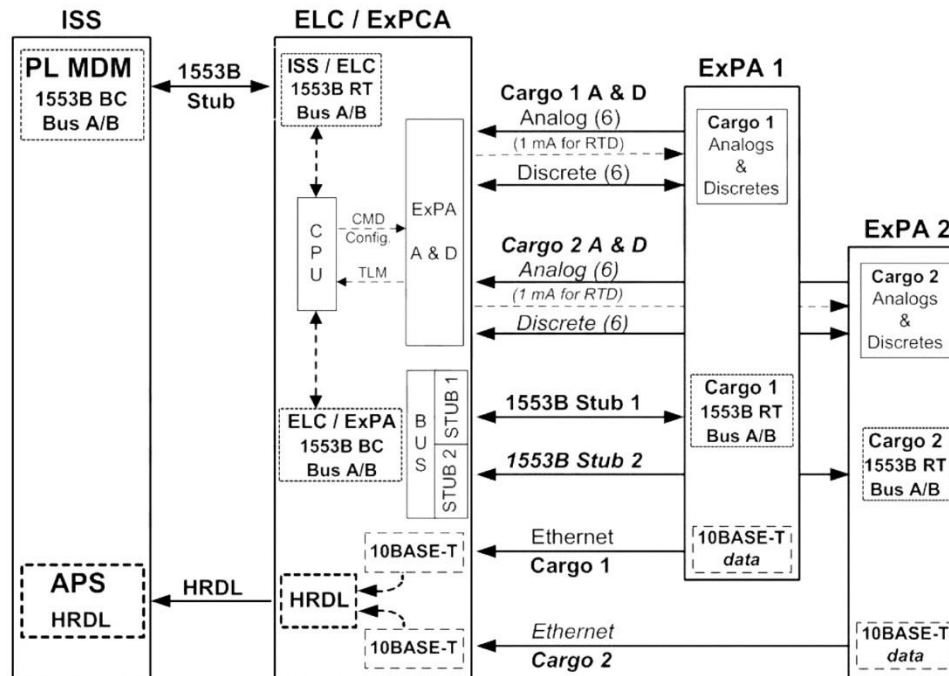 ISS
PL MDM
1553B BC
Bus A/B
APS
HRDL
1553B
Stub
HRDL
ELC / ExPCA
ISS / ELC
1553B RT
Bus A/B
CPU
CMD
Config.
TLM
ExPA
A & D
ELC / ExPA
1553B BC
Bus A/B
BUS
STUB 1
STUB 2
10BASE-T
HRDL
10BASE-T
Cargo 1 A & D
Analog (6)
(1 mA for RTD)
Discrete (6)
Cargo 2 A & D
Analog (6)
(1 mA for RTD)
Discrete (6)
1553B Stub 1
1553B Stub 2
Ethernet
Cargo 1
Ethernet
Cargo 2
ExPA 1
Cargo 1
Analogs
&
Discretes
Cargo 1
1553B RT
Bus A/B
10BASE-T
data
ExPA 2
Cargo 2
Analogs
&
Discretes
Cargo 2
1553B RT
Bus A/B
10BASE-T
data